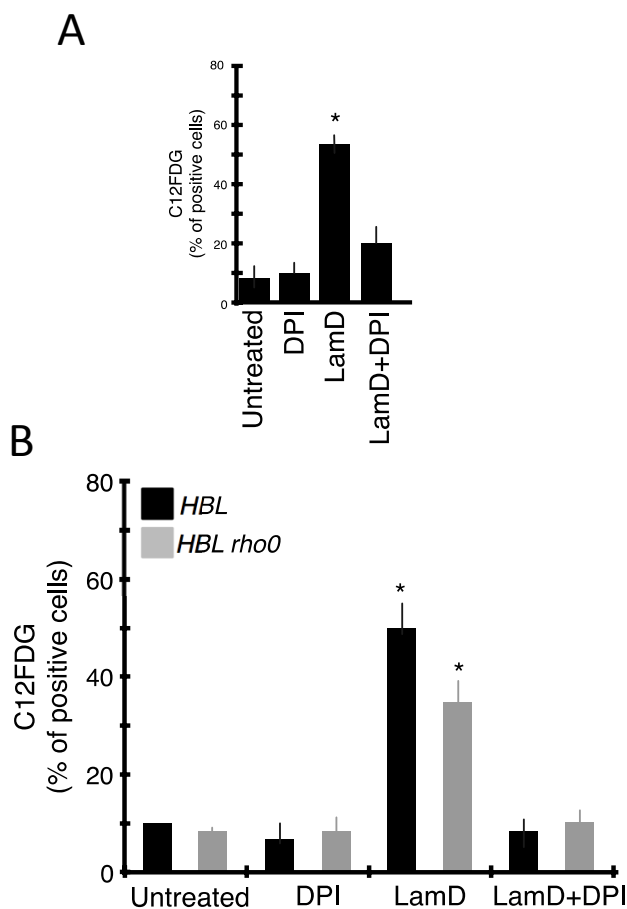 A
C12FDG
(% of positive cells)
80
60
40
20
0
*
Untreated
DPI
LamD
LamD+DPI
B
C12FDG
(% of positive cells)
80
60
40
20
0
HBL
HBL rho0
*
*
Untreated DPI LamD LamD+DPI